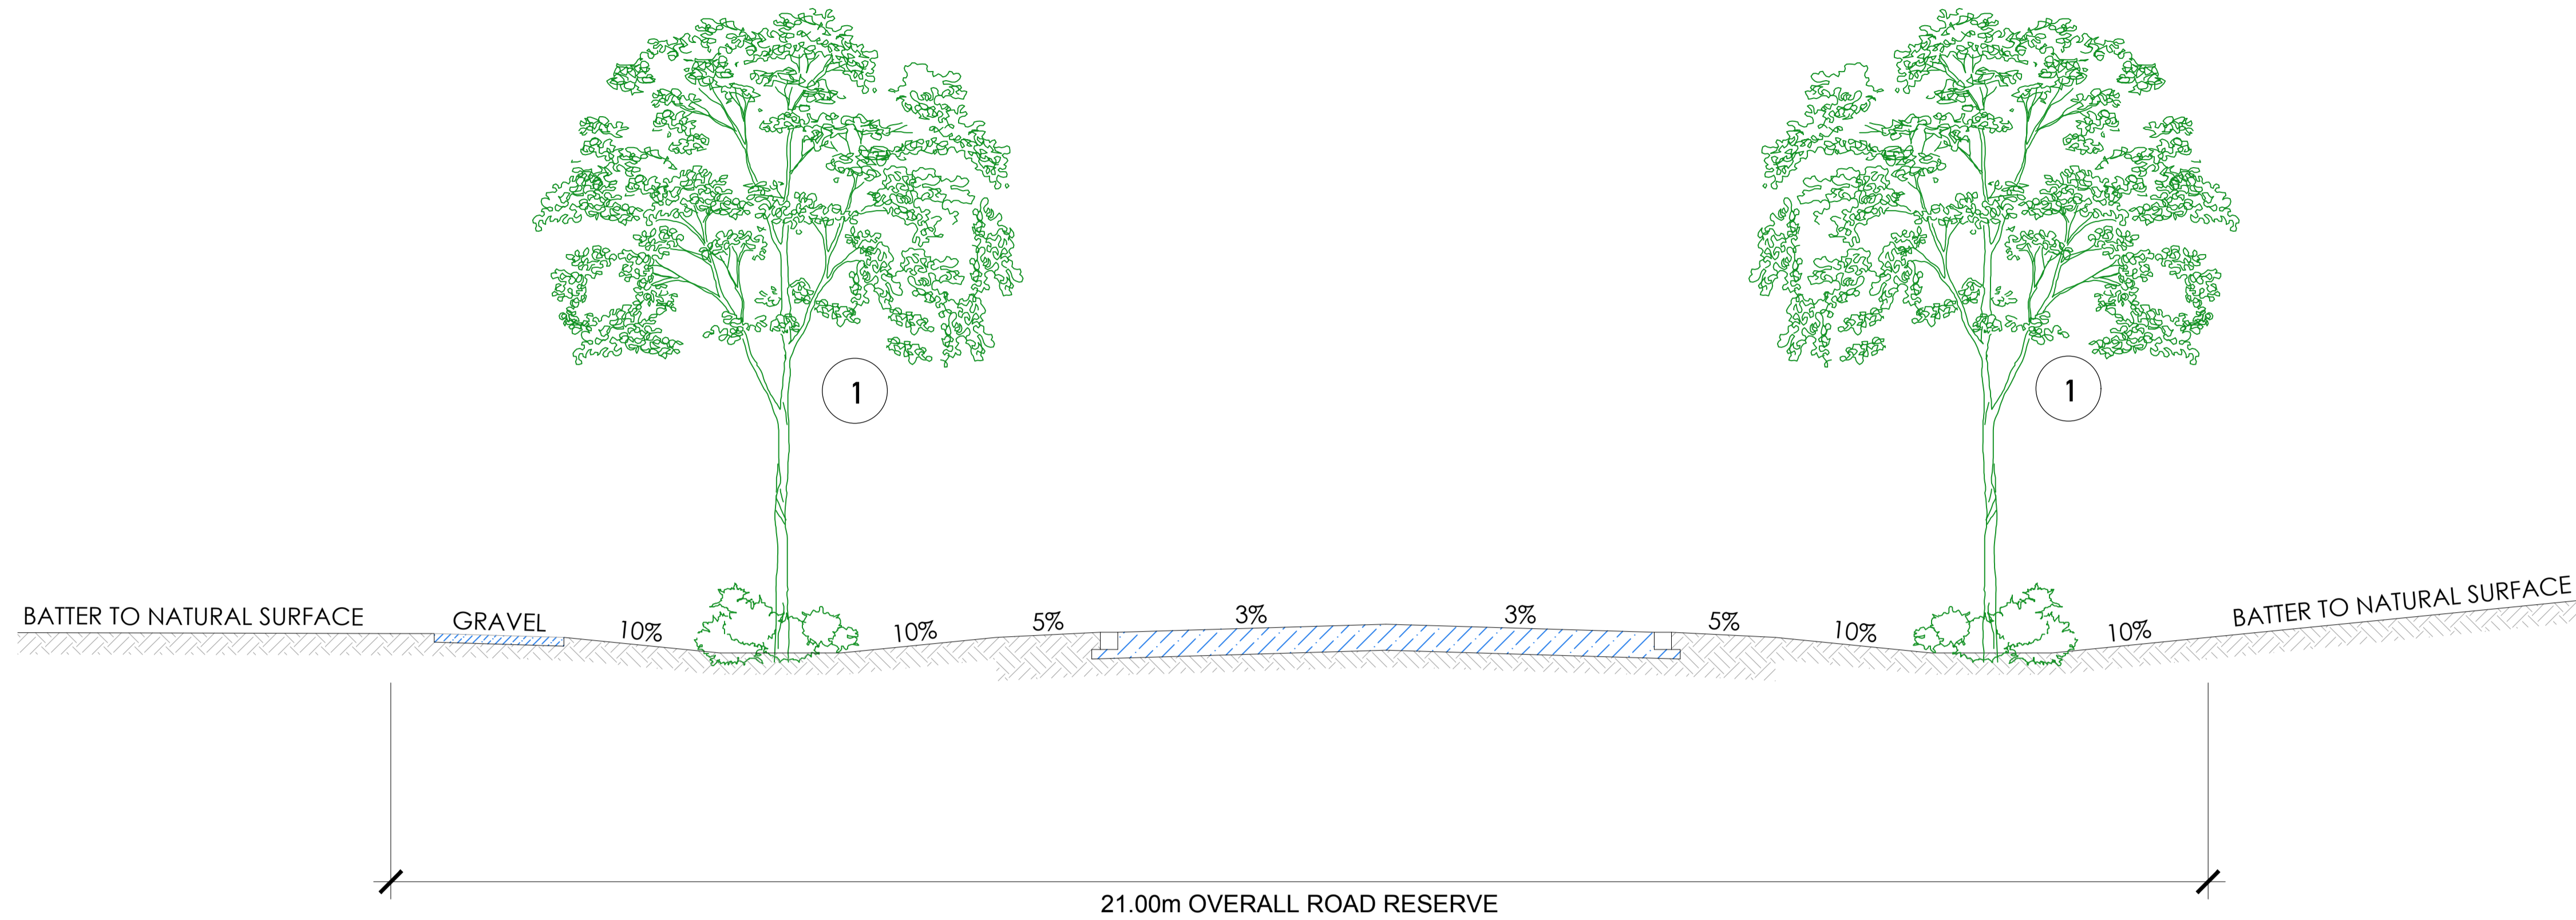 1
1
BATTER TO NATURAL SURFACE
GRAVEL
10%
10%
5%
3%
3%
5%
10%
10%
BATTER TO NATURAL SURFACE
21.00m OVERALL ROAD RESERVE